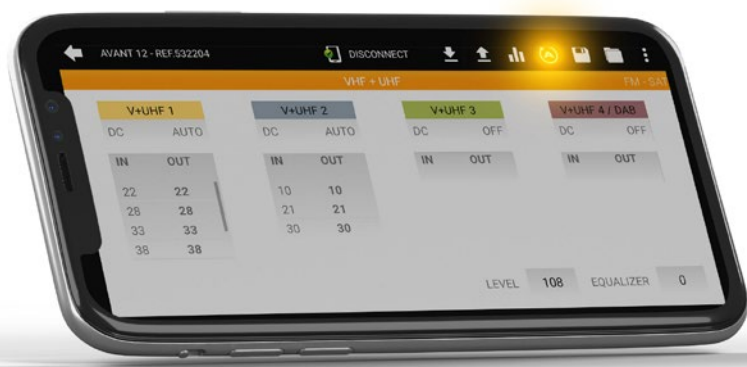 AVANT 12 - REF.532204 DISCONNECT
VHF + UHF FM - SAT
V+UHF 1 V+UHF 2 V+UHF 3 V+UHF 4 / DAB
DC AUTO DC AUTO DC OFF DC OFF
IN OUT IN OUT IN OUT IN OUT
22 22 10 10
28 28 21 21
33 33 30 30
38 38
LEVEL 108 EQUALIZER 0